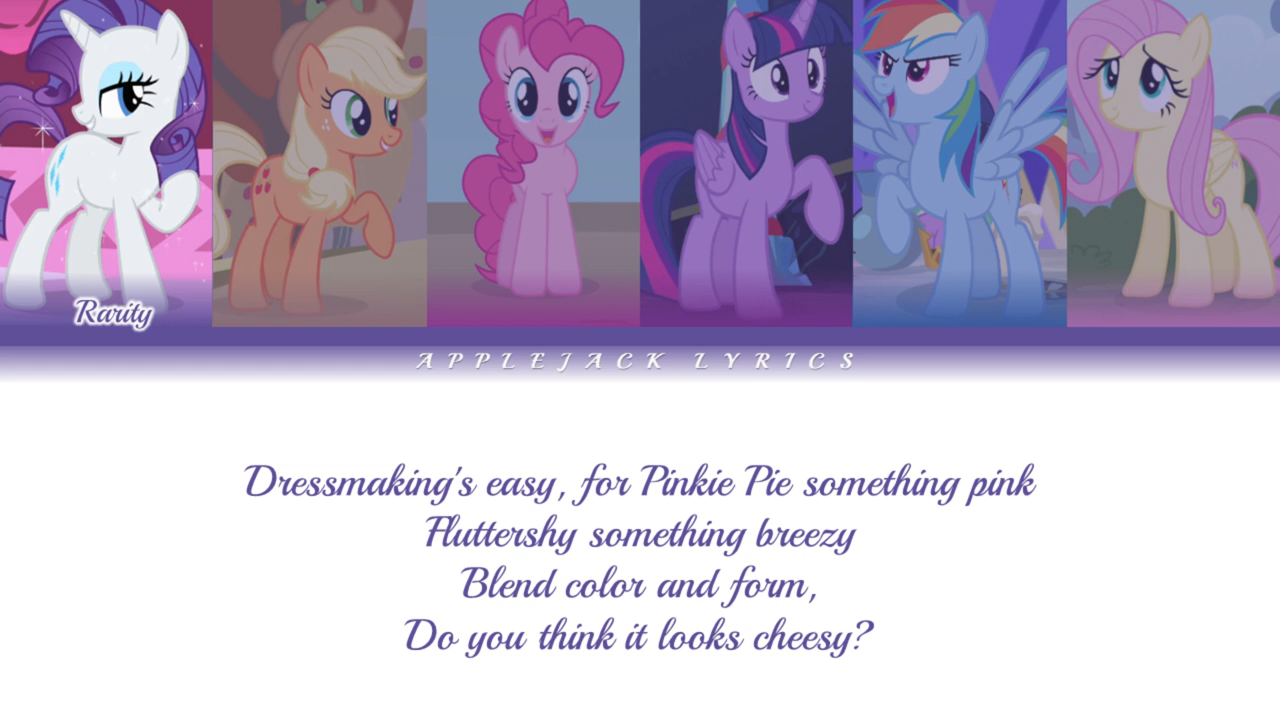 Rarity
APPLEJACK LYRICS
Dressmaking's easy, for Pinkie Pie something pink
Fluttershy something breezy
Blend color and form,
Do you think it looks cheesy?